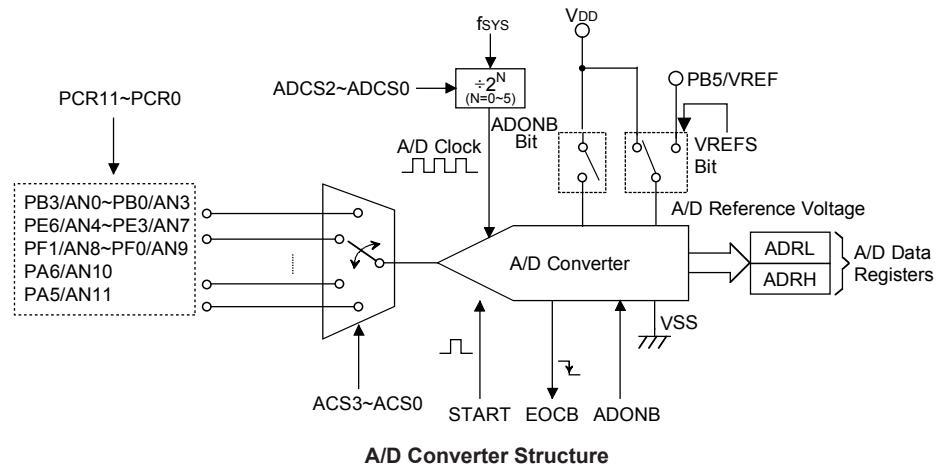 fSYS
VDD
ADCS2~ADCS0
÷2N
(N=0~5)
PB5/VREF
PCR11~PCR0
ADONB
Bit
VREFS
Bit
A/D Clock
PB3/AN0~PB0/AN3
PE6/AN4~PE3/AN7
PF1/AN8~PF0/AN9
PA6/AN10
PA5/AN11
A/D Reference Voltage
A/D Converter
ADRL
ADRH
A/D Data
Registers
VSS
ACS3~ACS0
START
EOCB
ADONB
A/D Converter Structure